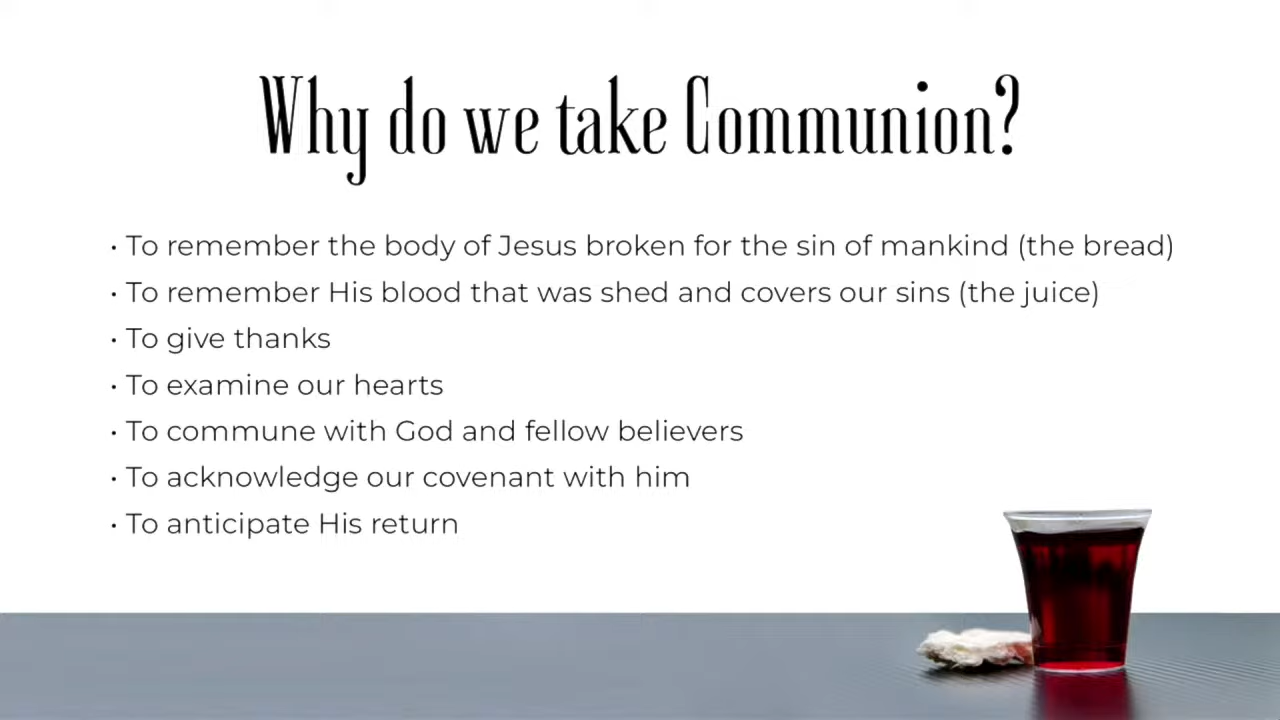 Why do we take Communion?
• To remember the body of Jesus broken for the sin of mankind (the bread)
• To remember His blood that was shed and covers our sins (the juice)
• To give thanks
• To examine our hearts
• To commune with God and fellow believers
• To acknowledge our covenant with him
• To anticipate His return